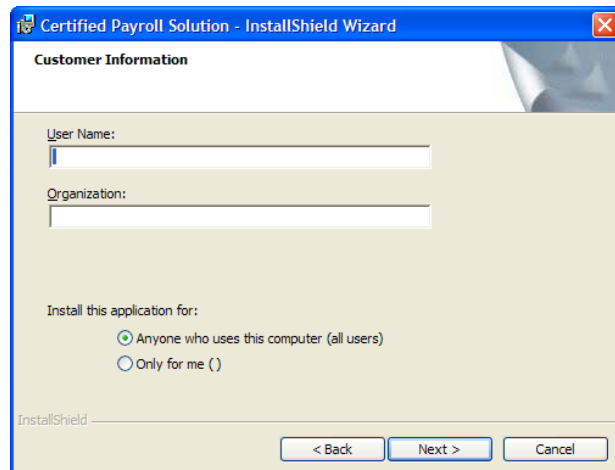 Certified Payroll Solution - InstallShield Wizard
Customer Information
User Name:
Organization:
Install this application for:
Anyone who uses this computer (all users)
Only for me ( )
InstallShield
< Back Next > Cancel